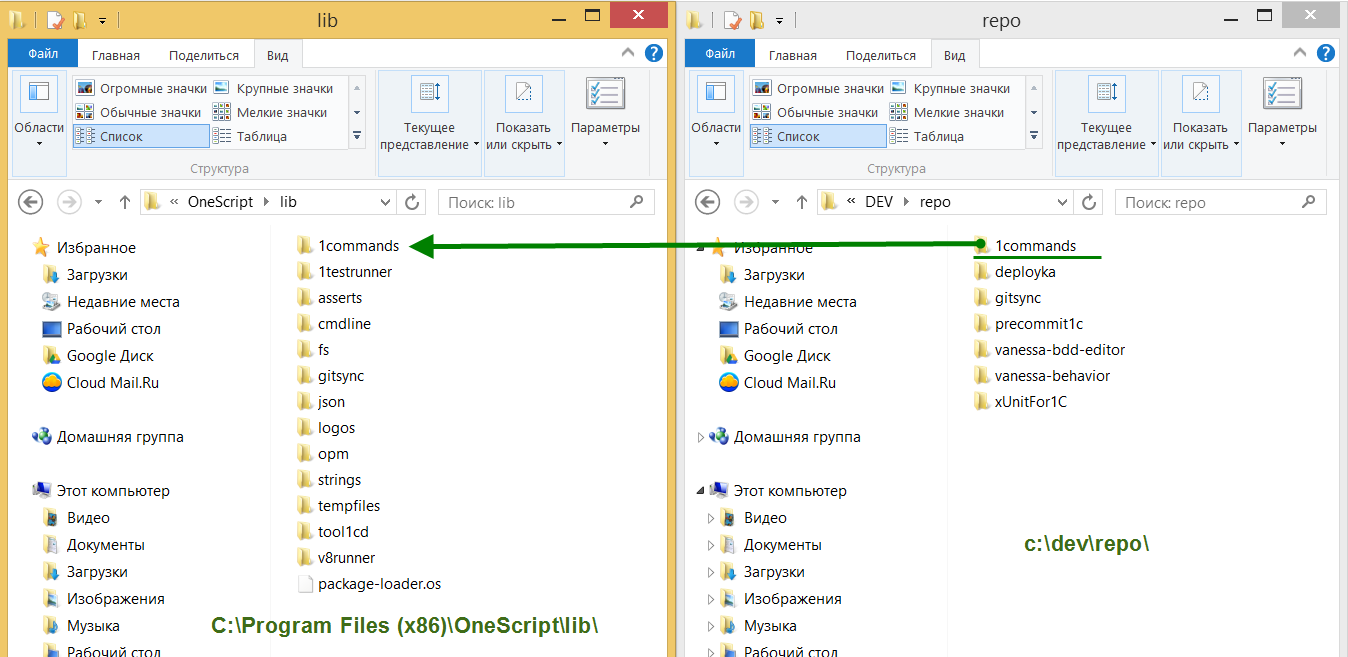 lib
Файл Главная Поделиться Вид
Области
Огромные значки Крупные значки
Обычные значки Мелкие значки
Список Таблица
Структура
Текущее
представление
Показать
или скрыть
Параметры
« OneScript lib
Поиск: lib
Избранное
Загрузки
Недавние места
Рабочий стол
Google Диск
Cloud Mail.Ru
Домашняя группа
Этот компьютер
Видео
Документы
Загрузки
Изображения
Музыка
Рабочий стол
1commands
1testrunner
asserts
cmdline
fs
gitsync
json
logos
opm
strings
tempfiles
tool1cd
v8runner
package-loader.os
C:\Program Files (x86)\OneScript\lib\
repo
Файл Главная Поделиться Вид
Области
Огромные значки Крупные значки
Обычные значки Мелкие значки
Список Таблица
Структура
Текущее
представление
Показать
или скрыть
Параметры
« DEV repo
Поиск: repo
Избранное
Загрузки
Недавние места
Рабочий стол
Google Диск
Cloud Mail.Ru
Домашняя группа
Этот компьютер
Видео
Документы
Загрузки
Изображения
Музыка
Рабочий стол
1commands
deployka
gitsync
precommit1c
vanessa-bdd-editor
vanessa-behavior
xUnitFor1C
c:\dev\repo\